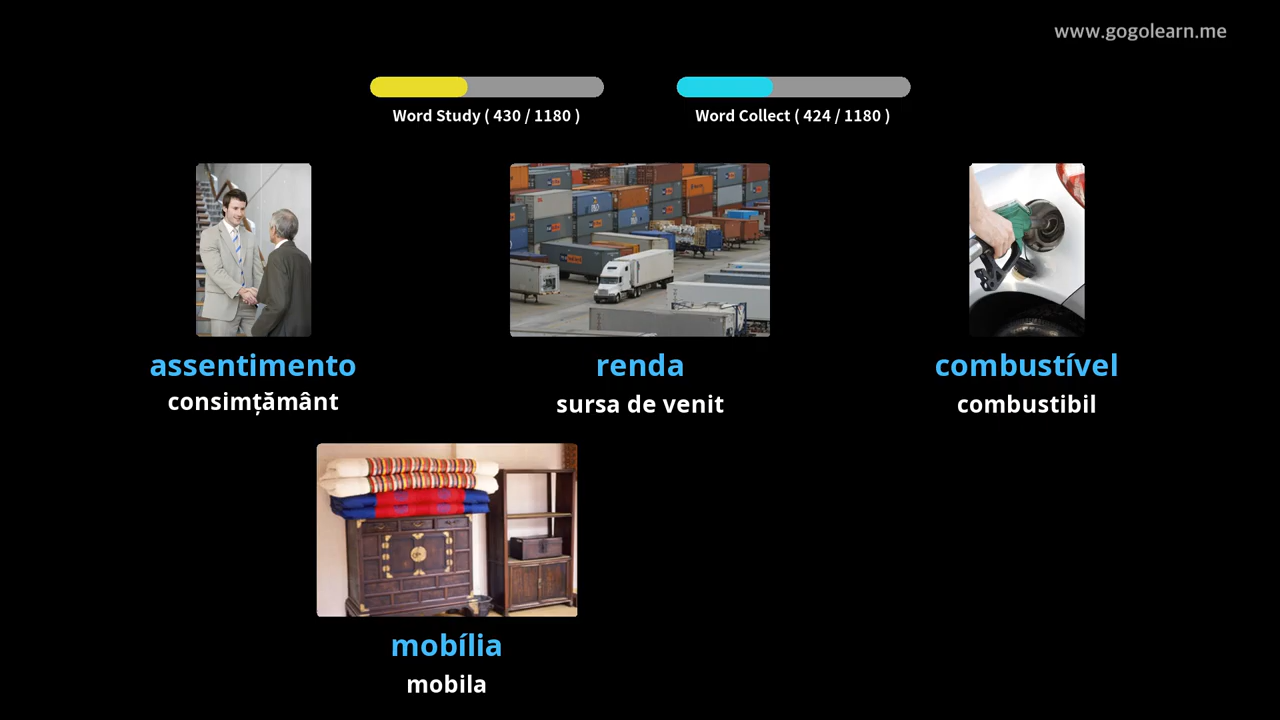 www.gogolearn.me
Word Study ( 430 / 1180 )
Word Collect ( 424 / 1180 )
assentimento
consimțământ
renda
sursa de venit
combustível
combustibil
mobília
mobila